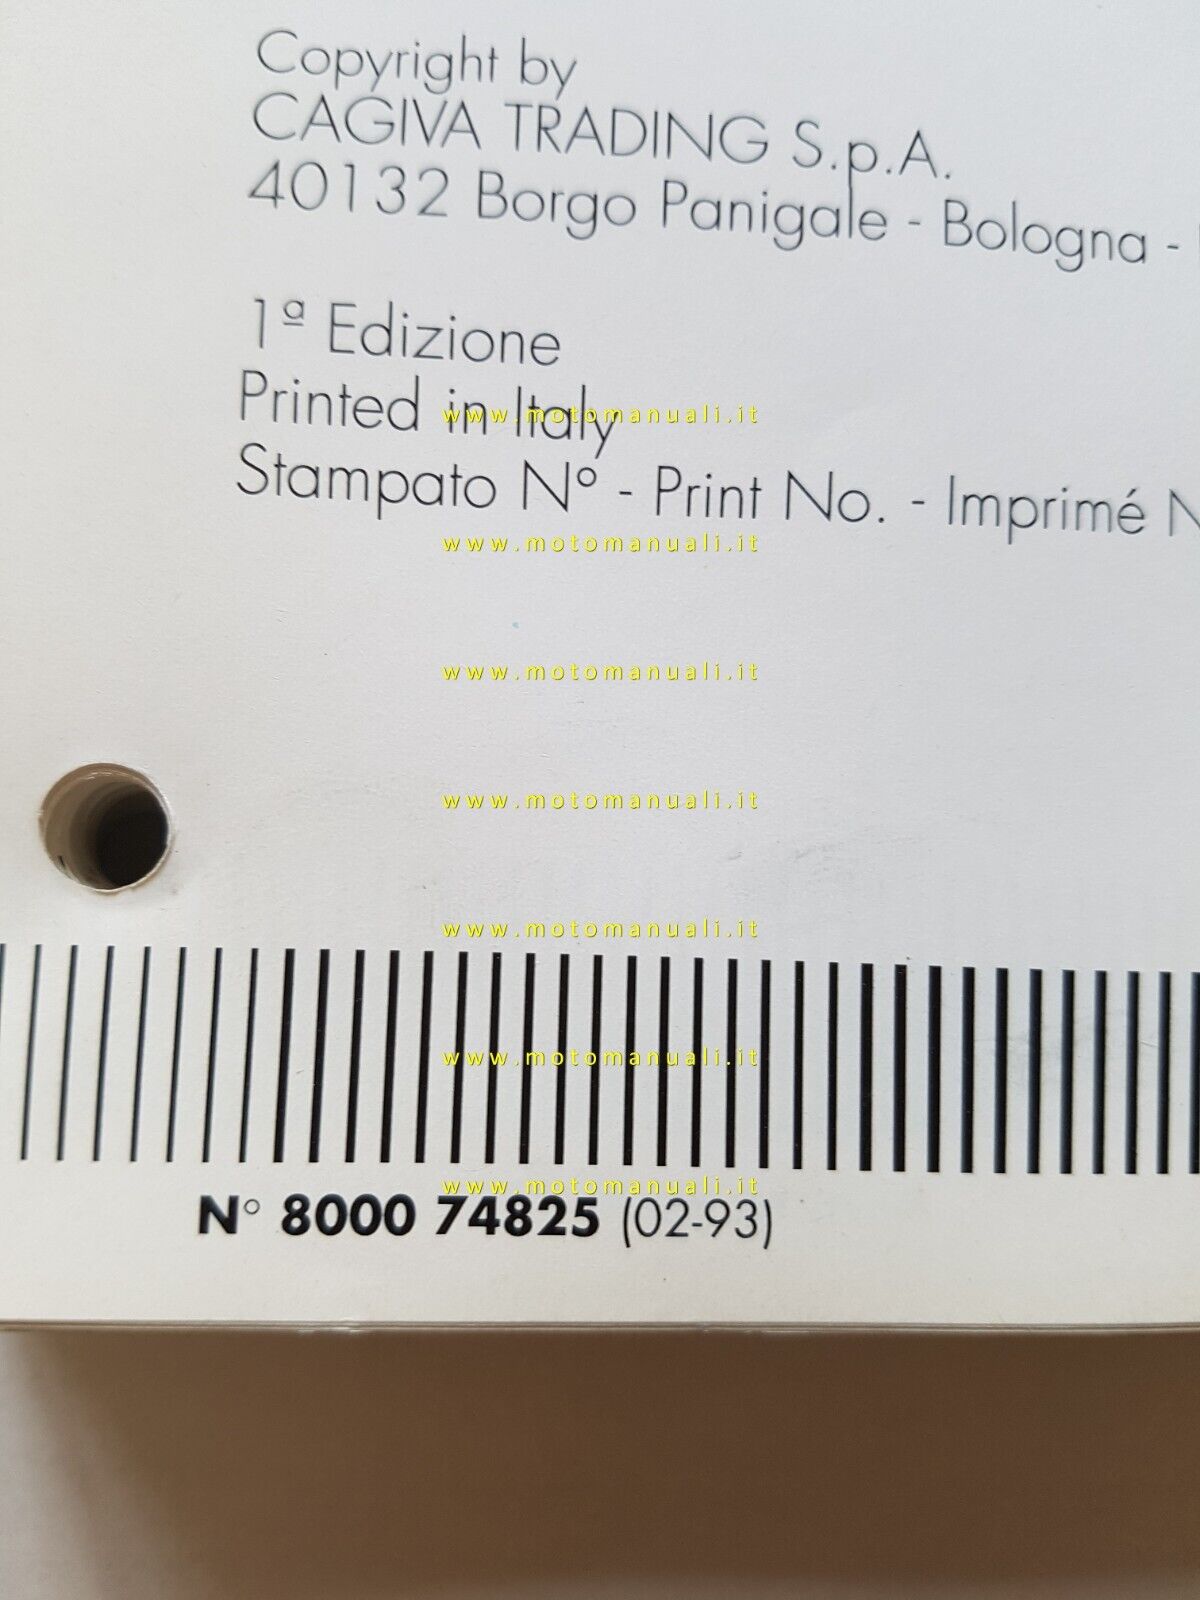 Copyright by
CAGIVA TRADING S.p.A.
40132 Borgo Panigale - Bologna -
1ª Edizione
Printed in Italy
www.motomanuali.it
Stampato N° - Print No. - Imprimé
www.motomanuali.it
www.motomanuali.it
www.motomanuali.it
www.motomanuali.it
www.motomanuali.it
www.motomanuali.it
N° 8000 74825 (02-93)